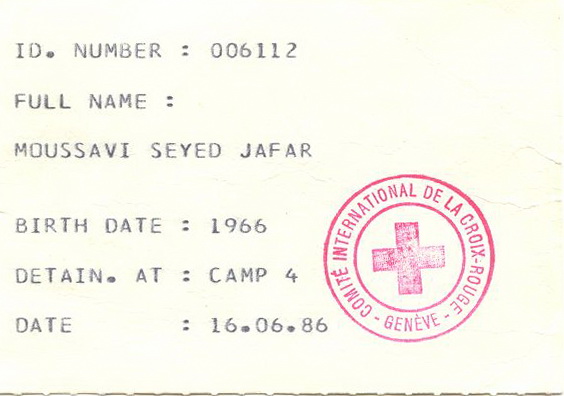 ID. NUMBER : 006112
FULL NAME :
MOUSSAVI SEYED JAFAR
BIRTH DATE : 1966
DETAIN. AT : CAMP 4
DATE : 16.06.86
COMITÉ INTERNATIONAL DE LA CROIX-ROUGE
- GENÈVE -